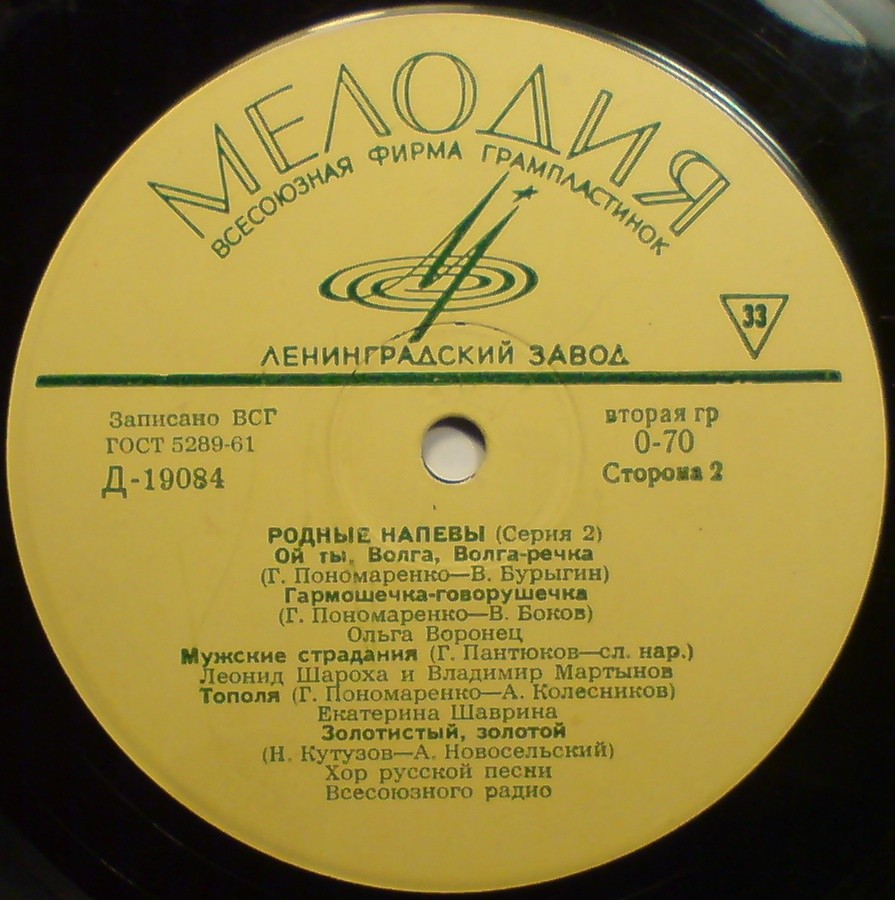 МЕЛОДИЯ
ВСЕСОЮЗНАЯ ФИРМА ГРАМПЛАСТИНОК
33
ЛЕНИНГРАДСКИЙ ЗАВОД
Записано ВСГ
ГОСТ 5289-61
Д-19084
вторая гр
0-70
Сторона 2
РОДНЫЕ НАПЕВЫ (Серия 2)
Ой ты, Волга, Волга-речка
(Г. Пономаренко—В. Бурыгин)
Гармошечка-говорушечка
(Г. Пономаренко—В. Боков)
Ольга Воронец
Мужские страдания (Г. Пантюков—сл. нар.)
Леонид Шароха и Владимир Мартынов
Тополя (Г. Пономаренко—А. Колесников)
Екатерина Шаврина
Золотистый, золотой
(Н. Кутузов—А. Новосельский)
Хор русской песни
Всесоюзного радио